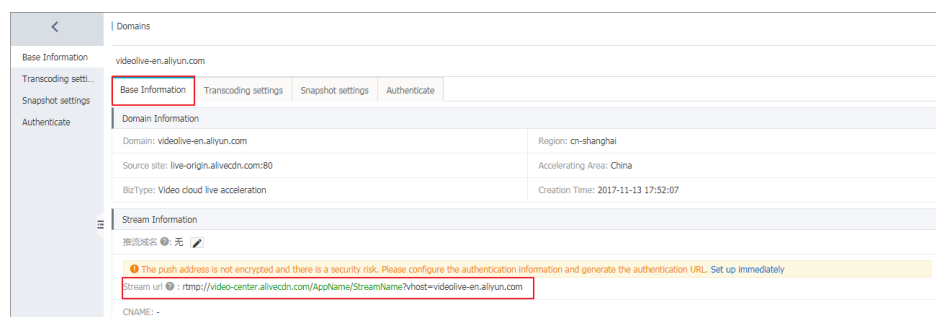 Domains
Base Information
videolive-en.aliyun.com
Transcoding setti...
Base Information Transcoding settings Snapshot settings Authenticate
Snapshot settings
Authenticate
Domain Information
Domain: videolive-en.aliyun.com Region: cn-shanghai
Source site: live-origin.alivecdn.com:80 Accelerating Area: China
BizType: Video cloud live acceleration Creation Time: 2017-11-13 17:52:07
Stream Information
推流域名 : 无
The push address is not encrypted and there is a security risk. Please configure the authentication information and generate the authentication URL. Set up immediately
Stream url : rtmp://video-center.alivecdn.com/AppName/StreamName?vhost=videolive-en.aliyun.com
CNAME: -